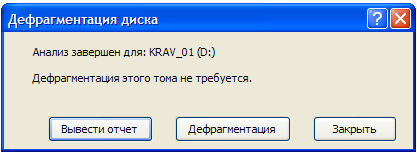 Дефрагментация диска
Анализ завершен для: KRAV_01 (D:)
Дефрагментация этого тома не требуется.
Вывести отчет Дефрагментация Закрыть